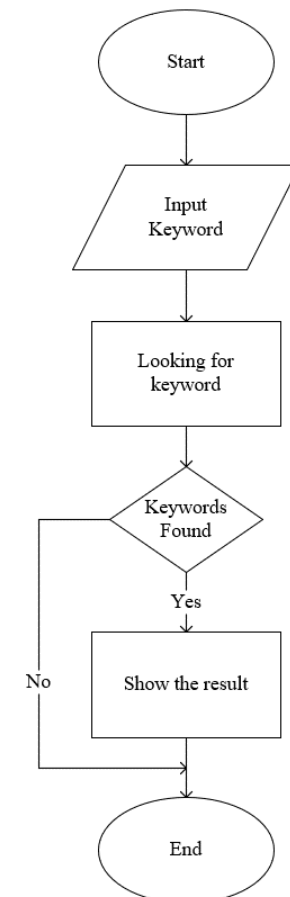 Start
Input
Keyword
Looking for
keyword
Keywords
Found
Yes
Show the result
No
End